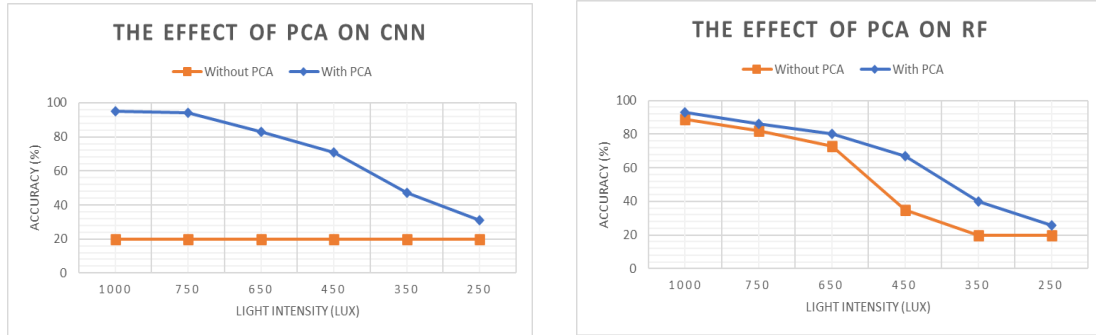 THE EFFECT OF PCA ON CNN
Without PCA With PCA
100
80
60
40
20
0
ACCURACY (%)
1000 750 650 450 350 250
LIGHT INTENSITY (LUX)
THE EFFECT OF PCA ON RF
Without PCA With PCA
100
80
60
40
20
0
ACCURACY (%)
1000 750 650 450 350 250
LIGHT INTENSITY (LUX)